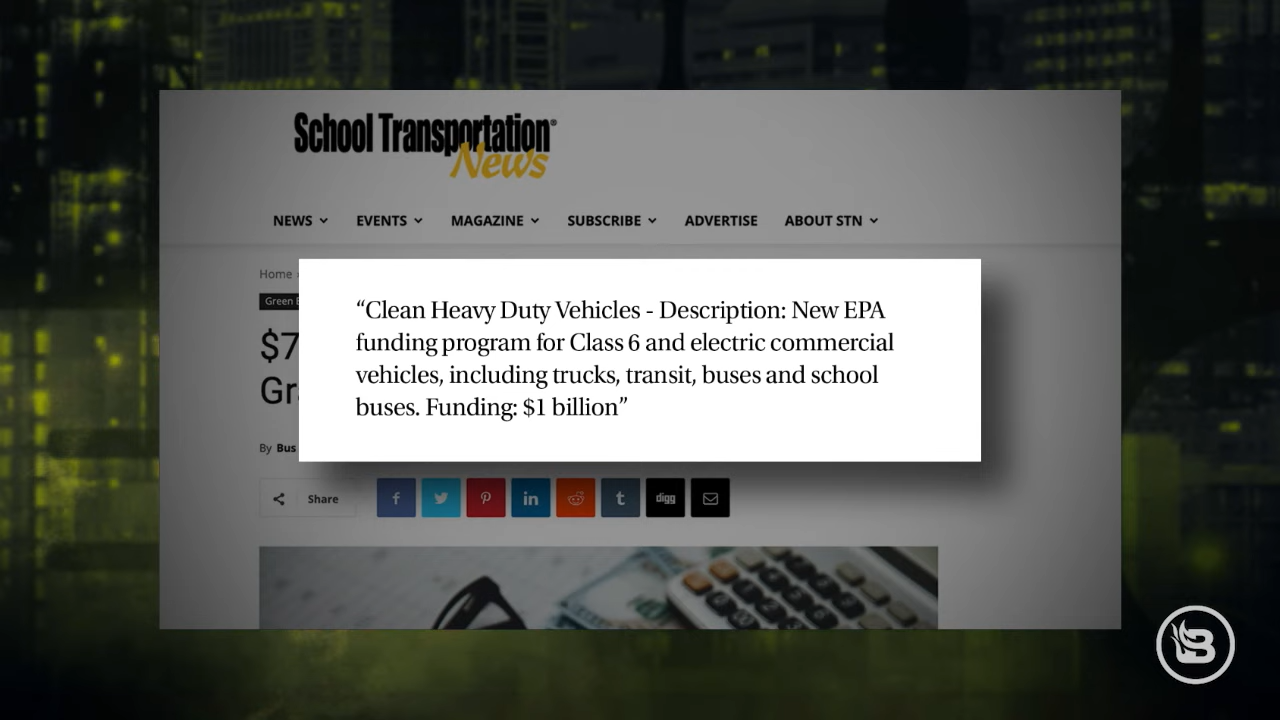 School Transportation
News
NEWS EVENTS MAGAZINE SUBSCRIBE ADVERTISE ABOUT STN
Home
Green
“Clean Heavy Duty Vehicles - Description: New EPA
funding program for Class 6 and electric commercial
vehicles, including trucks, transit, buses and school
buses. Funding: $1 billion”
$7
By Bus
Share
digg